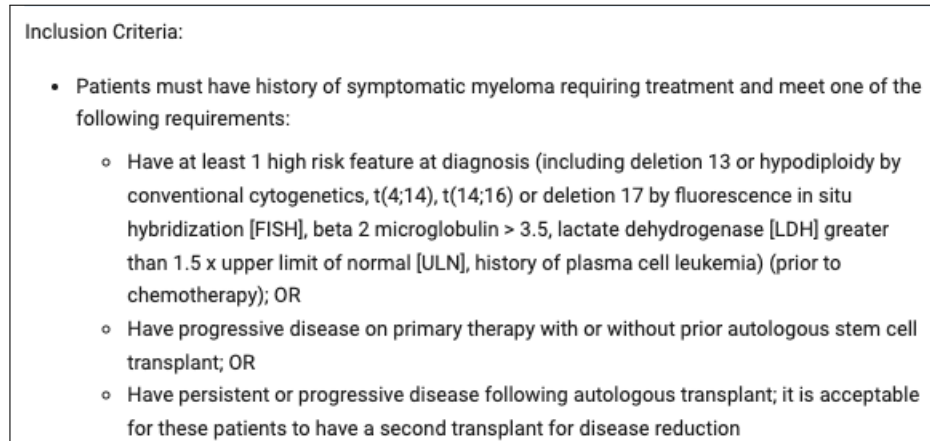 Inclusion Criteria:
• Patients must have history of symptomatic myeloma requiring treatment and meet one of the
following requirements:
◦ Have at least 1 high risk feature at diagnosis (including deletion 13 or hypodiploidy by
conventional cytogenetics, t(4;14), t(14;16) or deletion 17 by fluorescence in situ
hybridization [FISH], beta 2 microglobulin > 3.5, lactate dehydrogenase [LDH] greater
than 1.5 x upper limit of normal [ULN], history of plasma cell leukemia) (prior to
chemotherapy); OR
◦ Have progressive disease on primary therapy with or without prior autologous stem cell
transplant; OR
◦ Have persistent or progressive disease following autologous transplant; it is acceptable
for these patients to have a second transplant for disease reduction